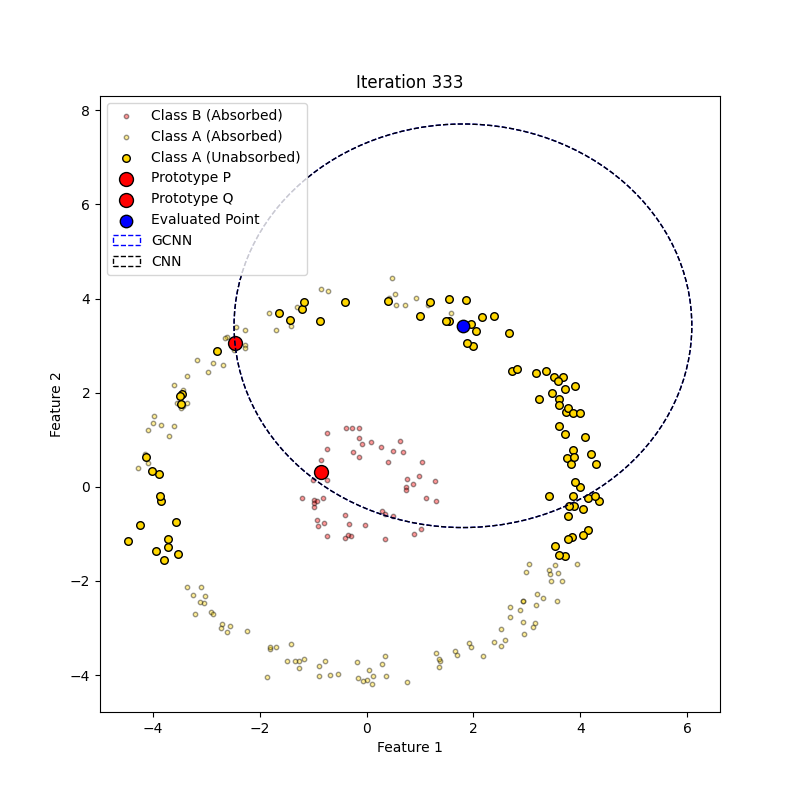 Iteration 333
8
6
4
2
0
−2
−4
Feature 2
Class B (Absorbed)
Class A (Absorbed)
Class A (Unabsorbed)
Prototype P
Prototype Q
Evaluated Point
GCNN
CNN
−4
−2
0
2
4
6
Feature 1